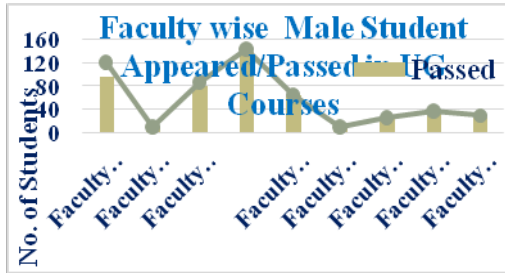 Faculty wise Male Student
Appeared/Passed in UG
Courses
Passed
No. of Students
160
120
80
40
0
Faculty..
Faculty..
Faculty..
Faculty..
Faculty..
Faculty..
Faculty..
Faculty..